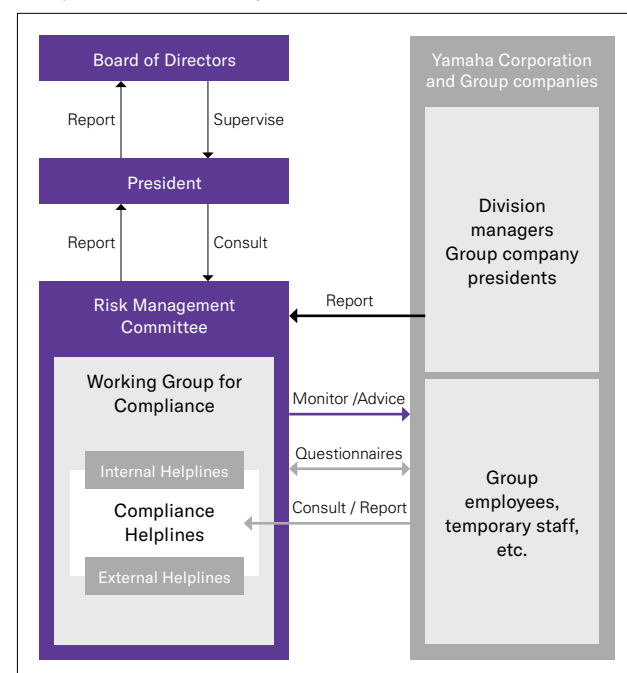 Board of Directors
Report
Supervise
President
Report
Consult
Risk Management
Committee
Working Group for
Compliance
Internal Helplines
Compliance
Helplines
External Helplines
Report
Monitor /Advice
Questionnaires
Consult / Report
Yamaha Corporation
and Group companies
Division
managers
Group company
presidents
Group
employees,
temporary staff,
etc.